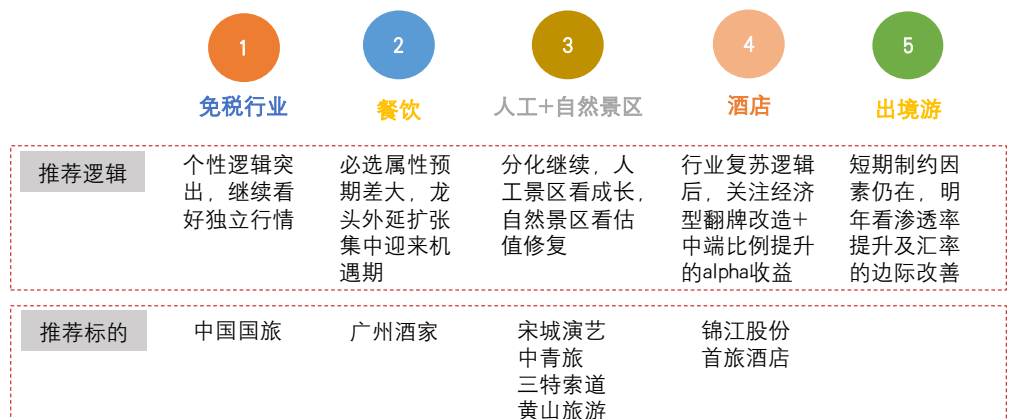 1
2
3
4
5
免税行业
餐饮
人工+自然景区
酒店
出境游
推荐逻辑
个性逻辑突
出，继续看
好独立行情
必选属性预
期差大，龙
头外延扩张
集中迎来机
遇期
分化继续，人
工景区看成长，
自然景区看估
值修复
行业复苏逻辑
后，关注经济
型翻牌改造+
中端比例提升
的alpha收益
短期制约因
素仍在，明
年看渗透率
提升及汇率
的边际改善
推荐标的
中国国旅
广州酒家
宋城演艺
中青旅
三特索道
黄山旅游
锦江股份
首旅酒店